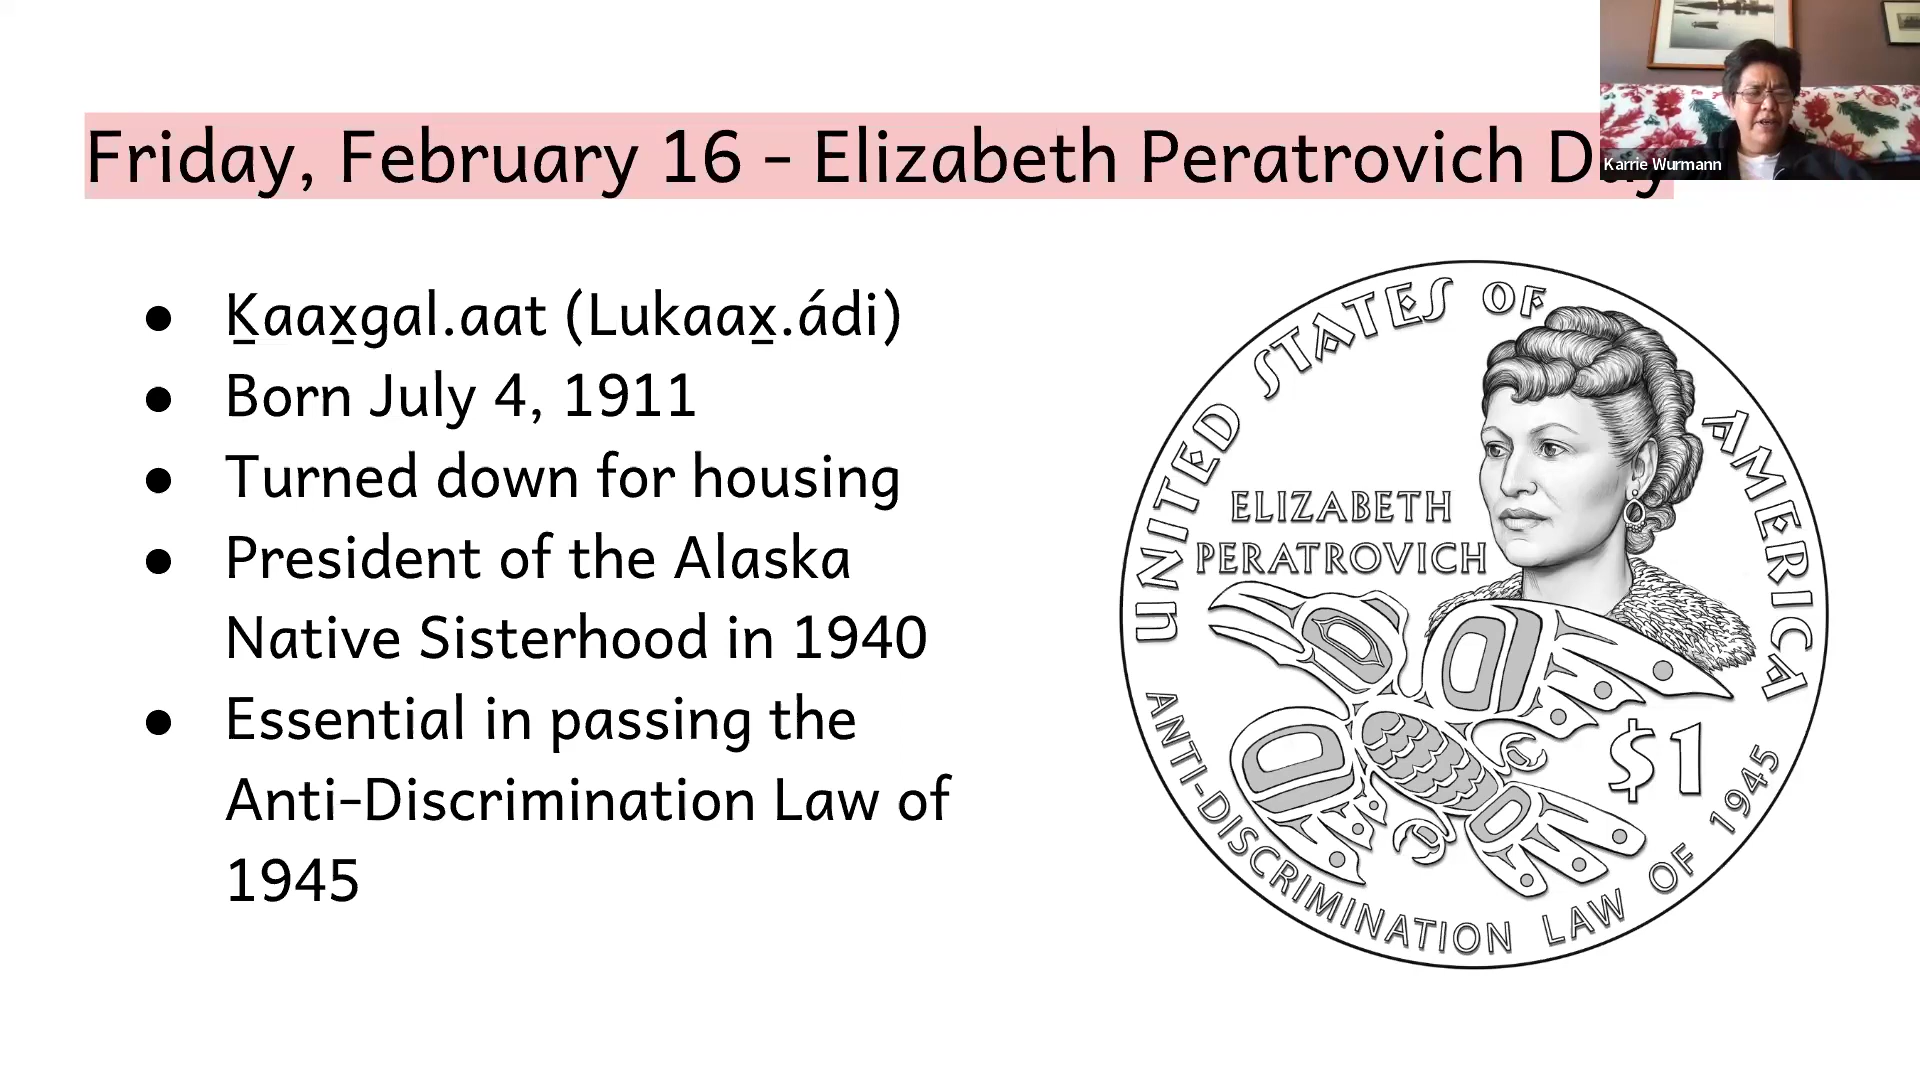 Friday, February 16 - Elizabeth Peratrovich Day
Karrie Wurmann
● Ḵaax̱gal.aat (Lukaax̱.ádi)
● Born July 4, 1911
● Turned down for housing
● President of the Alaska
Native Sisterhood in 1940
● Essential in passing the
Anti-Discrimination Law of
1945
UNITED STATES OF AMERICA
ELIZABETH
PERATROVICH
$1
ANTI-DISCRIMINATION LAW OF 1945